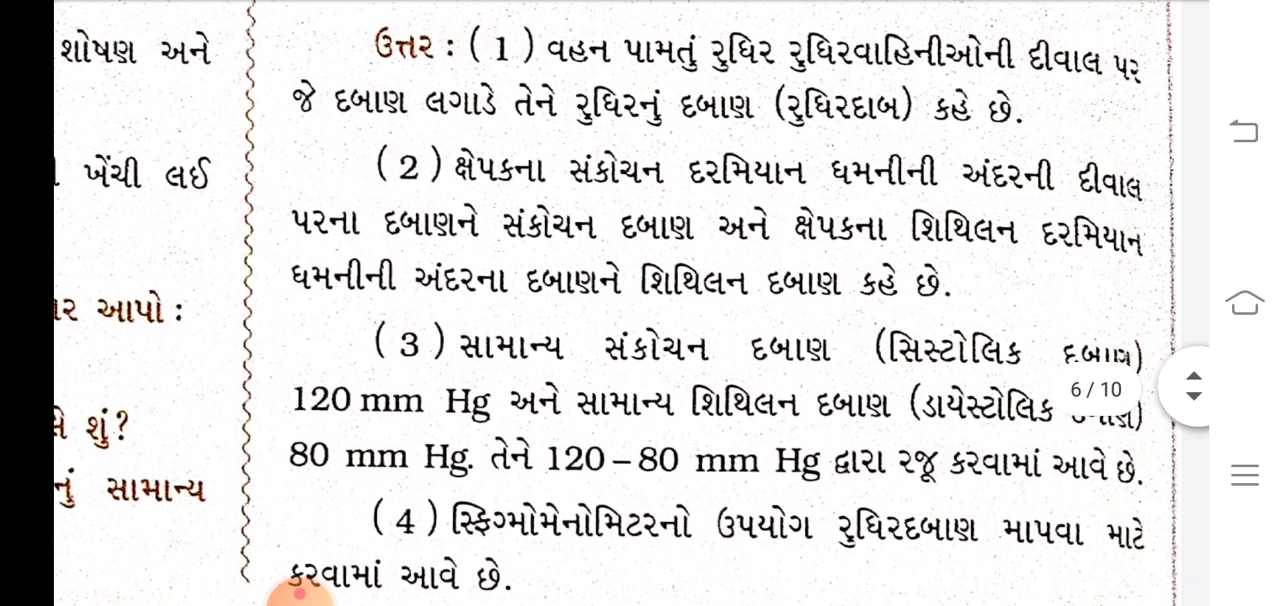 શોષણ અને
ખેંચી લઈ
આપો :
શું?
નું સામાન્ય
ઉત્તર : ( 1 ) વહન પામતું રુધિર રુધિરવાહિનીઓની દીવાલ પર
જે દબાણ લગાડે તેને રુધિરનું દબાણ (રુધિરદાબ) કહે છે.
( 2 ) ક્ષેપકના સંકોચન દરમિયાન ધમનીની અંદરની દીવાલ
પરના દબાણને સંકોચન દબાણ અને ક્ષેપકના શિથિલન દરમિયાન
ધમનીની અંદરના દબાણને શિથિલન દબાણ કહે છે.
( 3 ) સામાન્ય સંકોચન દબાણ (સિસ્ટોલિક દબાણ)
120 mm Hg અને સામાન્ય શિથિલન દબાણ (ડાયેસ્ટોલિક
80 mm Hg. તેને 120 – 80 mm Hg દ્વારા રજૂ કરવામાં આવે છે.
( 4 ) સ્ફિગ્મોમેનોમિટરનો ઉપયોગ રુધિરદબાણ માપવા માટે
કરવામાં આવે છે.
6 / 10